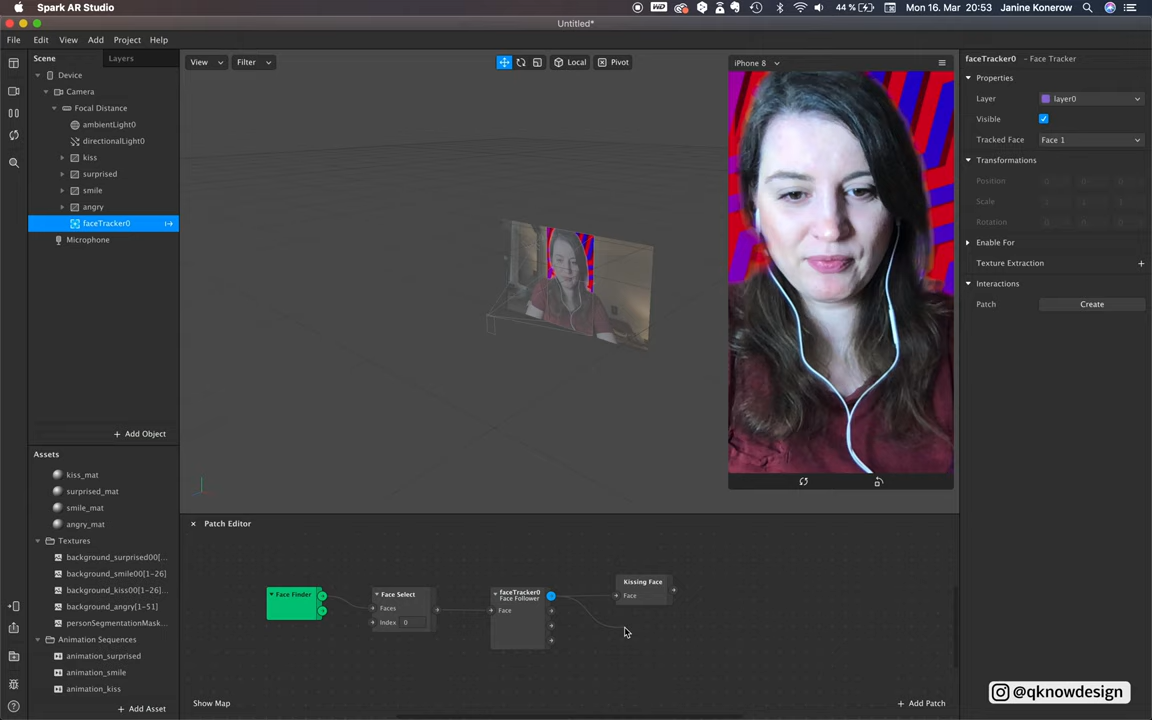 Spark AR Studio
44 %
Mon 16. Mar 20:53
Janine Konerow
Untitled*
File
Edit
View
Add
Project
Help
Scene
Layers
Device
Camera
Focal Distance
ambientLight0
directionalLight0
kiss
surprised
smile
angry
faceTracker0
Microphone
+ Add Object
Assets
kiss_mat
surprised_mat
smile_mat
angry_mat
Textures
background_surprised00[...
background_smile00[1-26]
background_kiss00[1-26]...
background_angry[1-51]
personSegmentationMask...
Animation Sequences
animation_surprised
animation_smile
animation_kiss
+ Add Asset
View
Filter
Local
Pivot
iPhone 8
faceTracker0 – Face Tracker
Properties
Layer
layer0
Visible
Tracked Face
Face 1
Transformations
Position
Scale
Rotation
Enable For
Texture Extraction
+
Interactions
Patch
Create
Patch Editor
Face Finder
Face Select
Faces
Index
0
faceTracker0
Face Follower
Face
Kissing Face
Face
Show Map
+ Add Patch
@qknowdesign